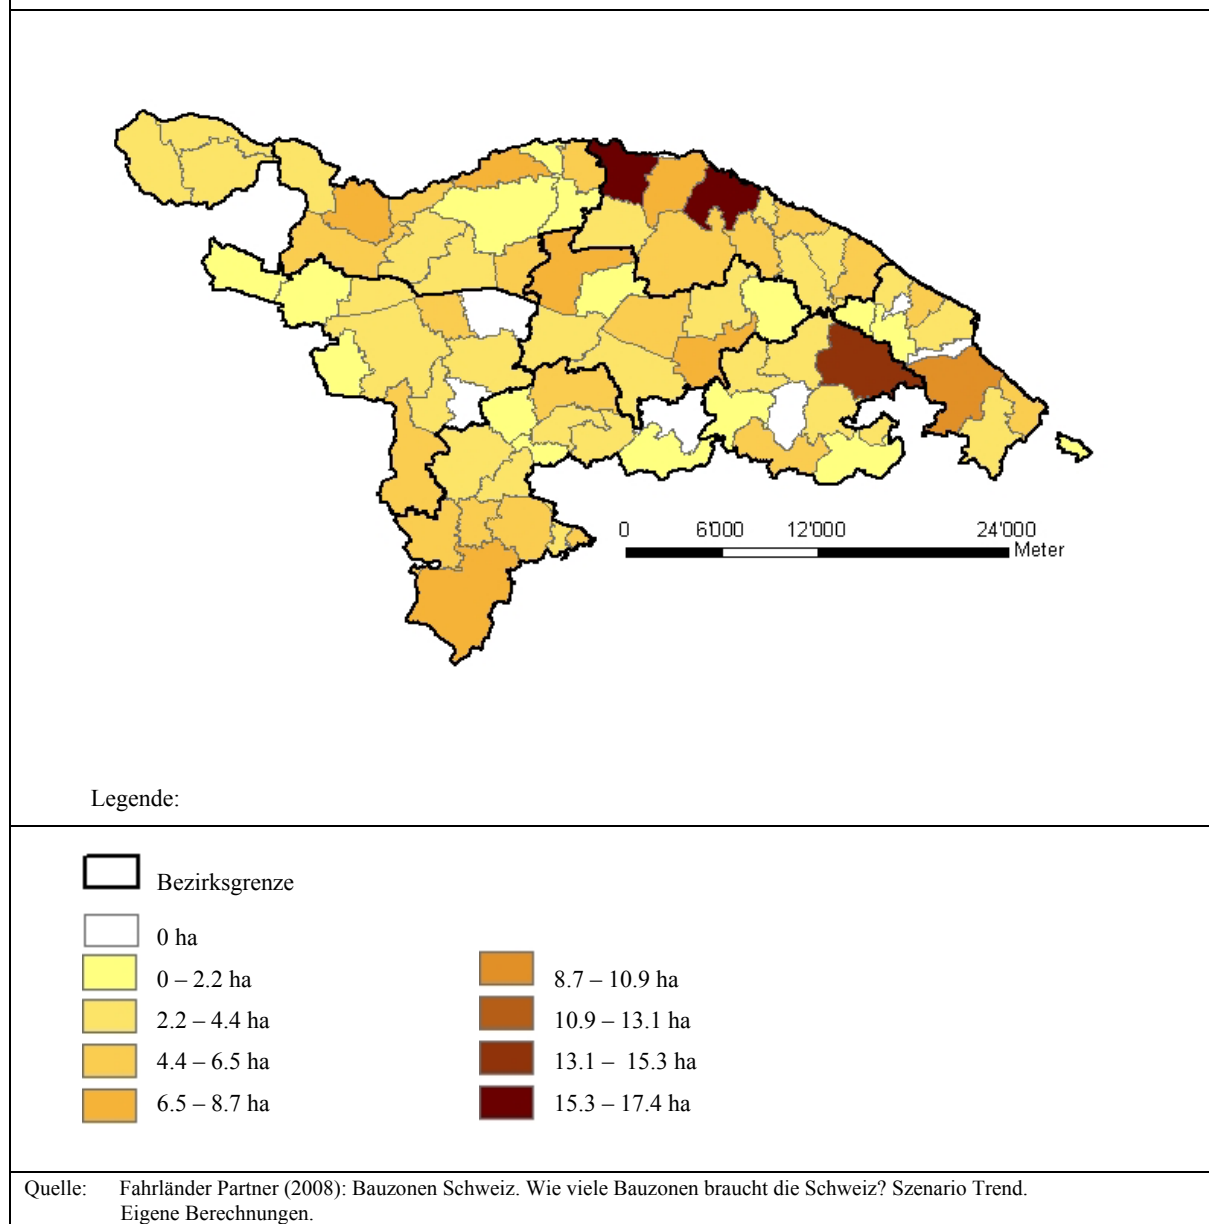 0 6'000 12'000 24'000
Meter
Legende:
Bezirksgrenze
0 ha
0 – 2.2 ha
2.2 – 4.4 ha
4.4 – 6.5 ha
6.5 – 8.7 ha
8.7 – 10.9 ha
10.9 – 13.1 ha
13.1 – 15.3 ha
15.3 – 17.4 ha
Quelle: Fahrländer Partner (2008): Bauzonen Schweiz. Wie viele Bauzonen braucht die Schweiz? Szenario Trend.
Eigene Berechnungen.